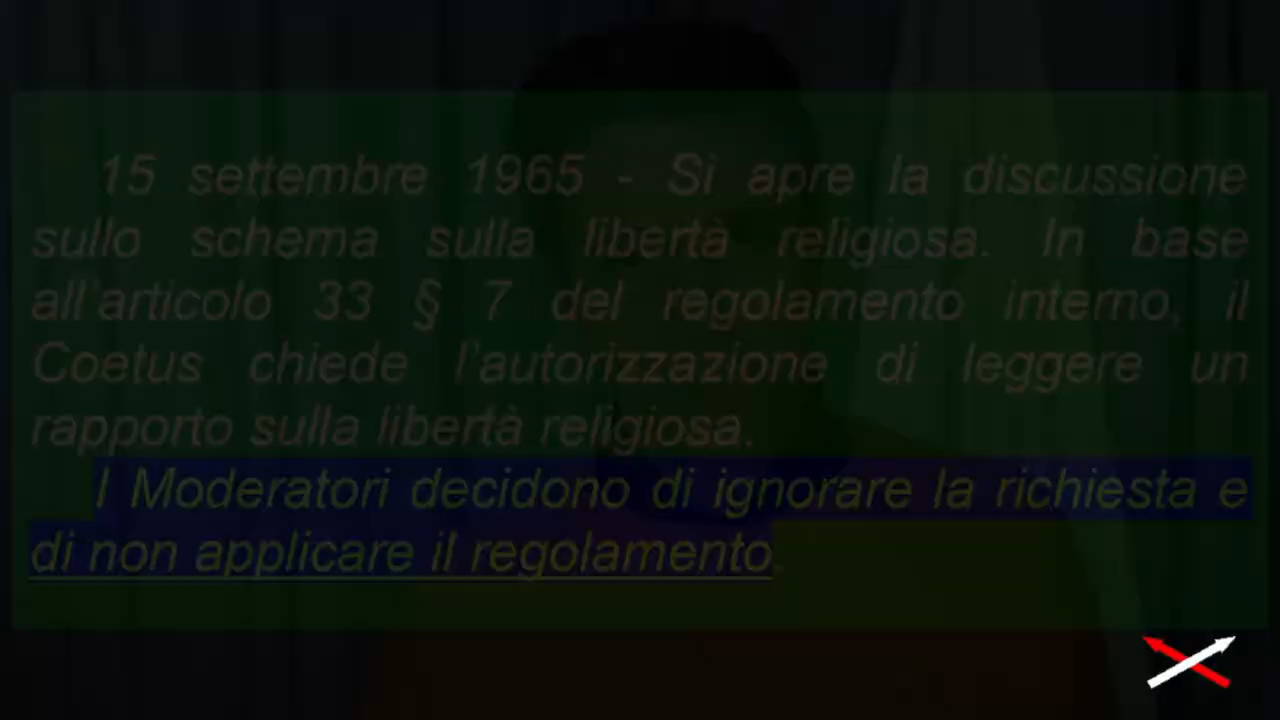 15 settembre 1965 - Si apre la discussione
sullo schema sulla libertà religiosa. In base
all'articolo 33 § 7 del regolamento interno, il
Coetus chiede l'autorizzazione di leggere un
rapporto sulla libertà religiosa.
I Moderatori decidono di ignorare la richiesta e
di non applicare il regolamento.